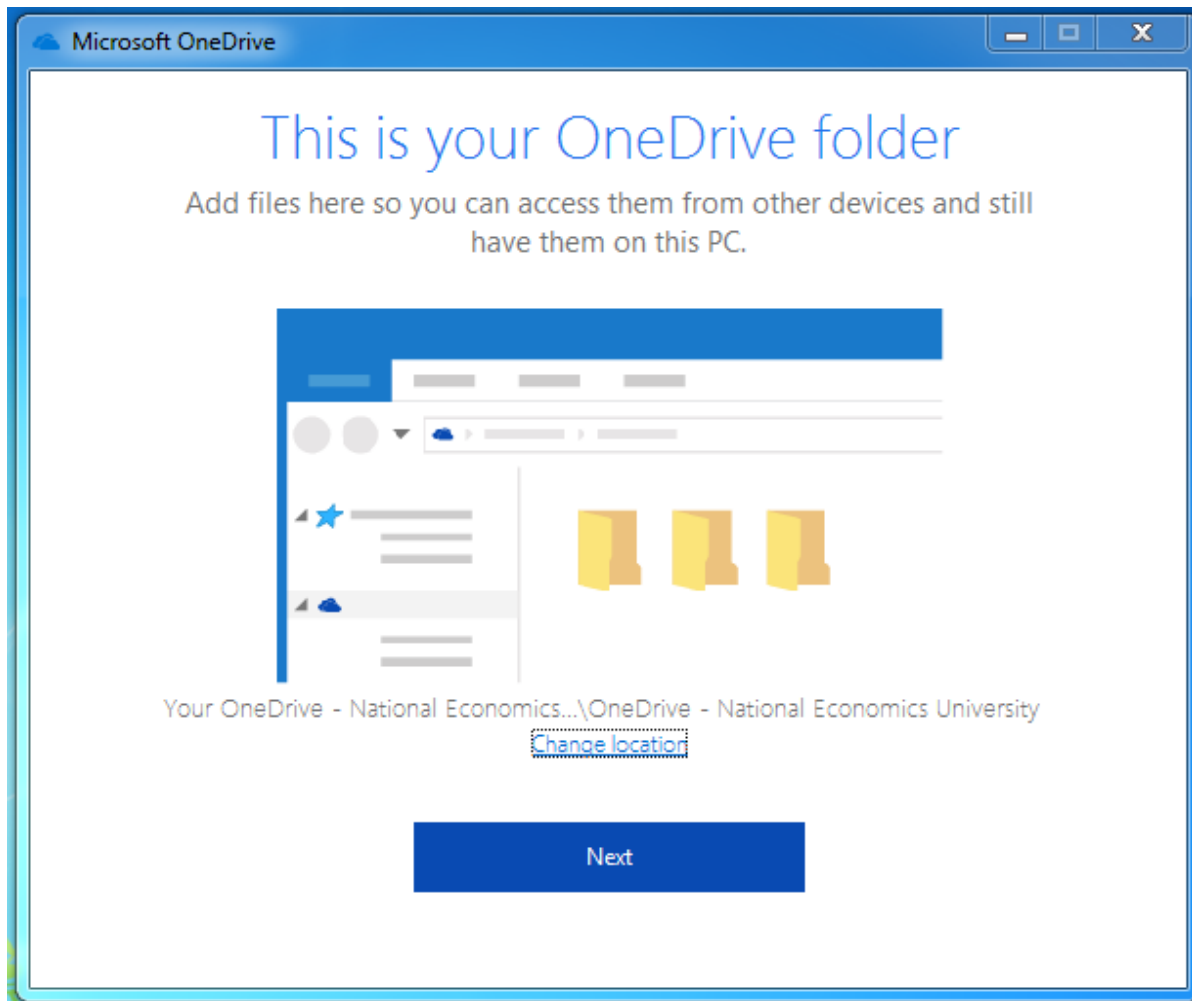 Microsoft OneDrive
This is your OneDrive folder
Add files here so you can access them from other devices and still
have them on this PC.
Your OneDrive - National Economics...\OneDrive - National Economics University
Change location
Next